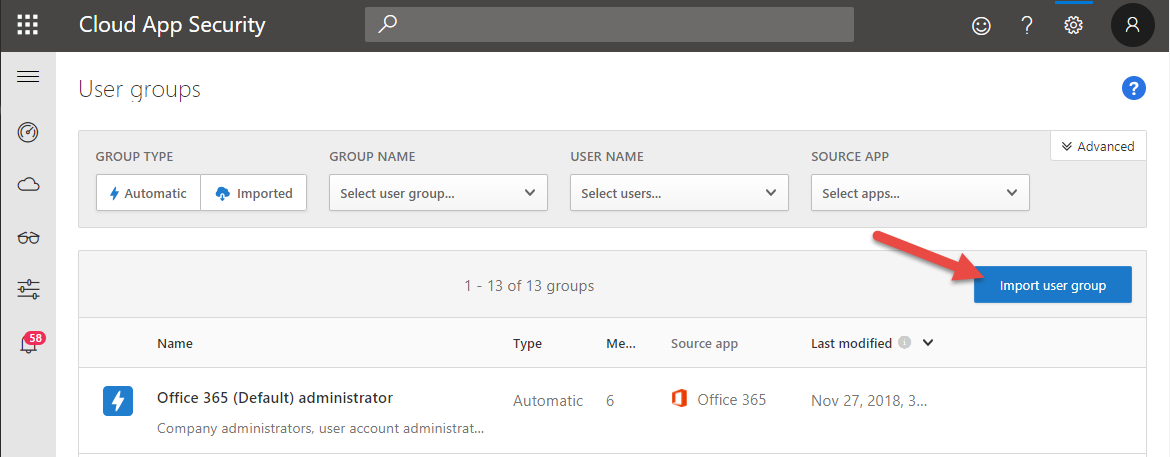 Cloud App Security
?
User groups
?
Advanced
GROUP TYPE GROUP NAME USER NAME SOURCE APP
Automatic Imported Select user group... Select users... Select apps...
1 - 13 of 13 groups Import user group
58
Name Type Me... Source app Last modified i
Office 365 (Default) administrator Automatic 6 Office 365 Nov 27, 2018, 3...
Company administrators, user account administrat...